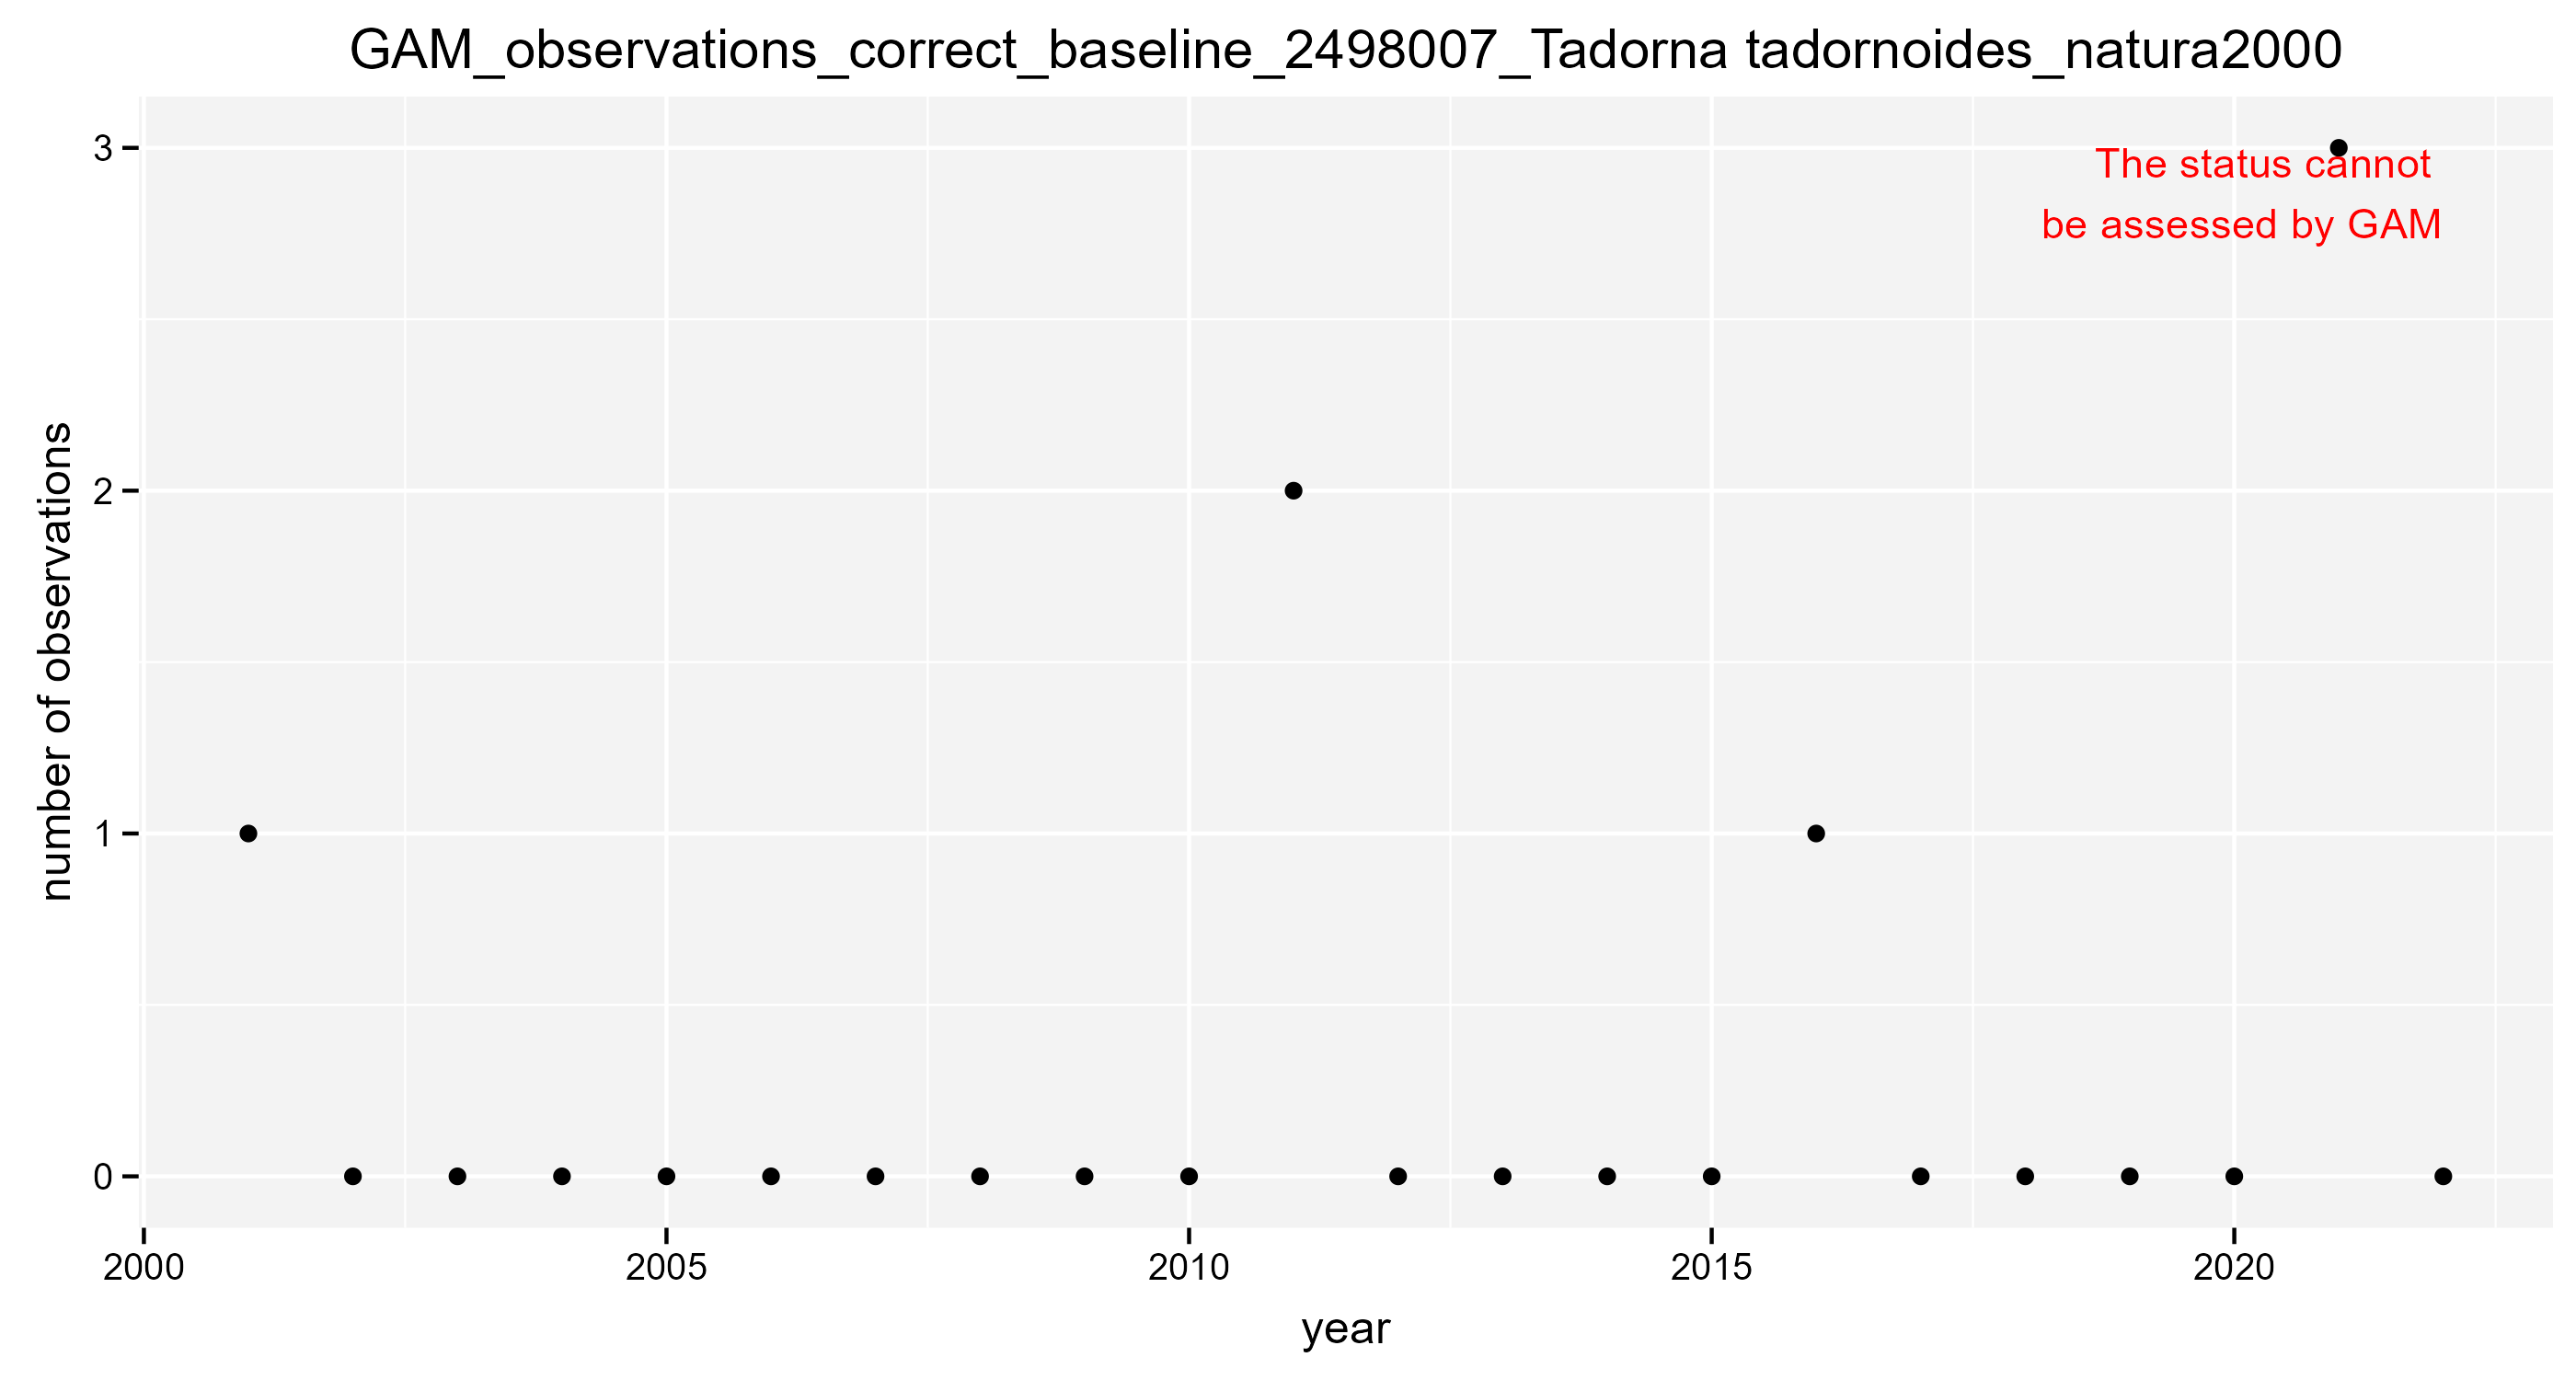 GAM_observations_correct_baseline_2498007_Tadorna tadornoides_natura2000
3
The status cannot
be assessed by GAM
2
number of observations
1
0
2000 2005 2010 2015 2020
year